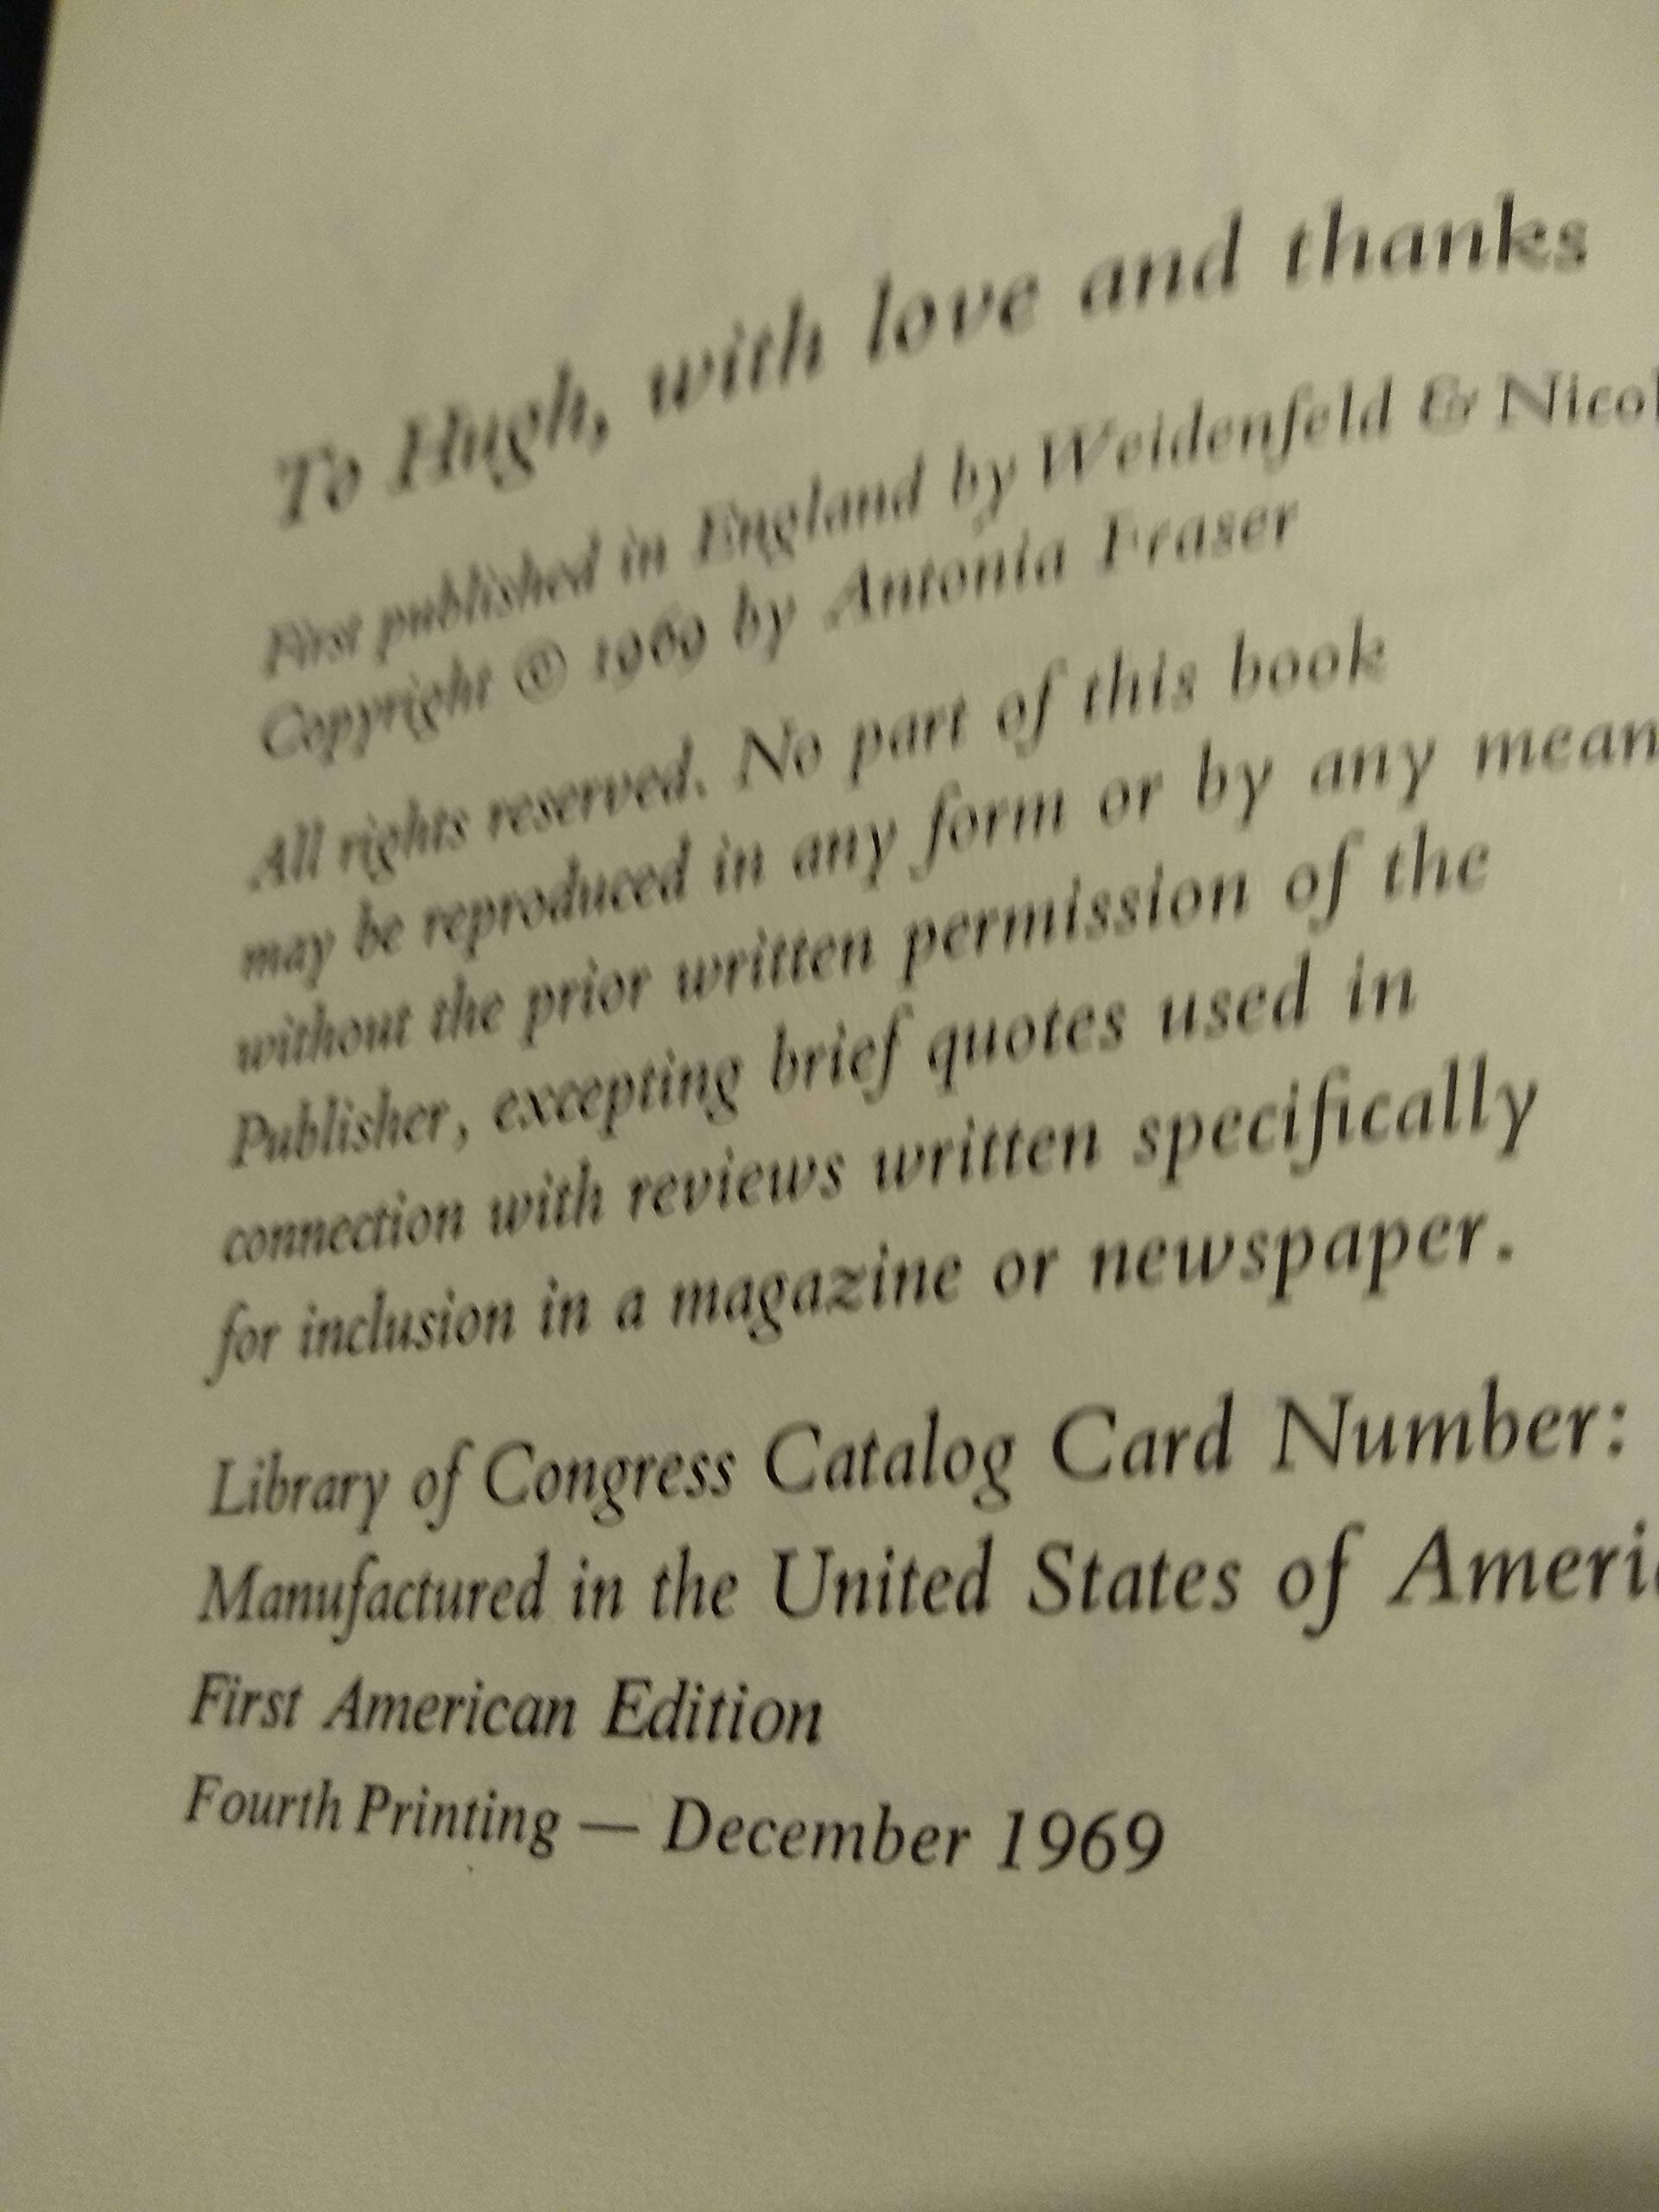 To Hugh, with love and thanks
First published in England by Weidenfeld & Nicol
Copyright © 1969 by Antonia Fraser
All rights reserved. No part of this book
may be reproduced in any form or by any mean
without the prior written permission of the
Publisher, excepting brief quotes used in
connection with reviews written specifically
for inclusion in a magazine or newspaper.
Library of Congress Catalog Card Number:
Manufactured in the United States of Americ
First American Edition
Fourth Printing — December 1969